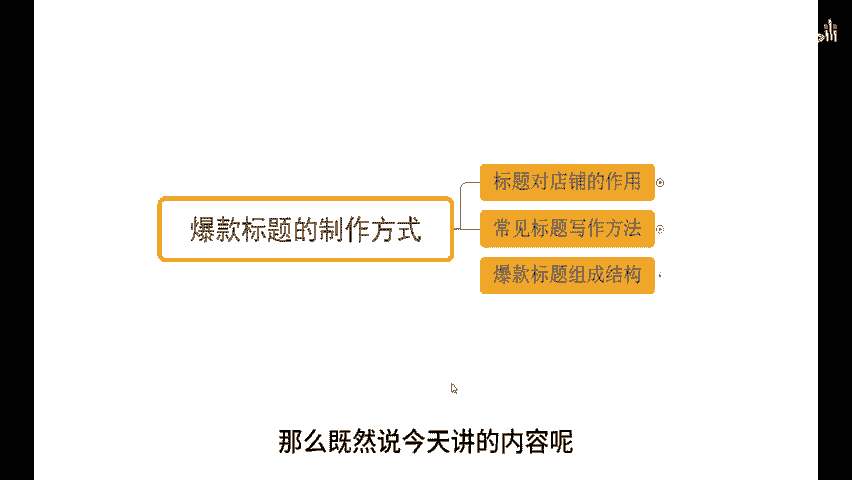 标题对店铺的作用
爆款标题的制作方式
常见标题写作方法
爆款标题组成结构
那么既然说今天讲的内容呢